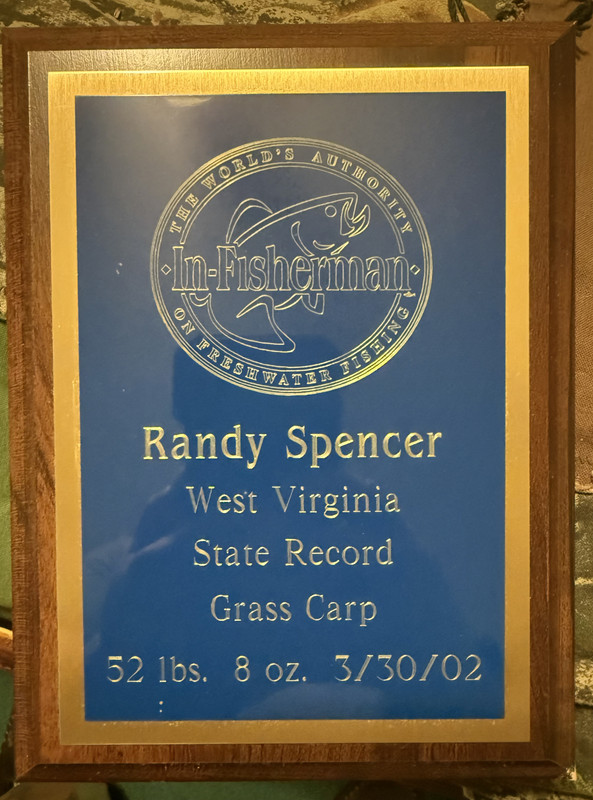 THE WORLD'S AUTHORITY
In-Fisherman
ON FRESHWATER FISHING
Randy Spencer
West Virginia
State Record
Grass Carp
52 lbs. 8 oz. 3/30/02